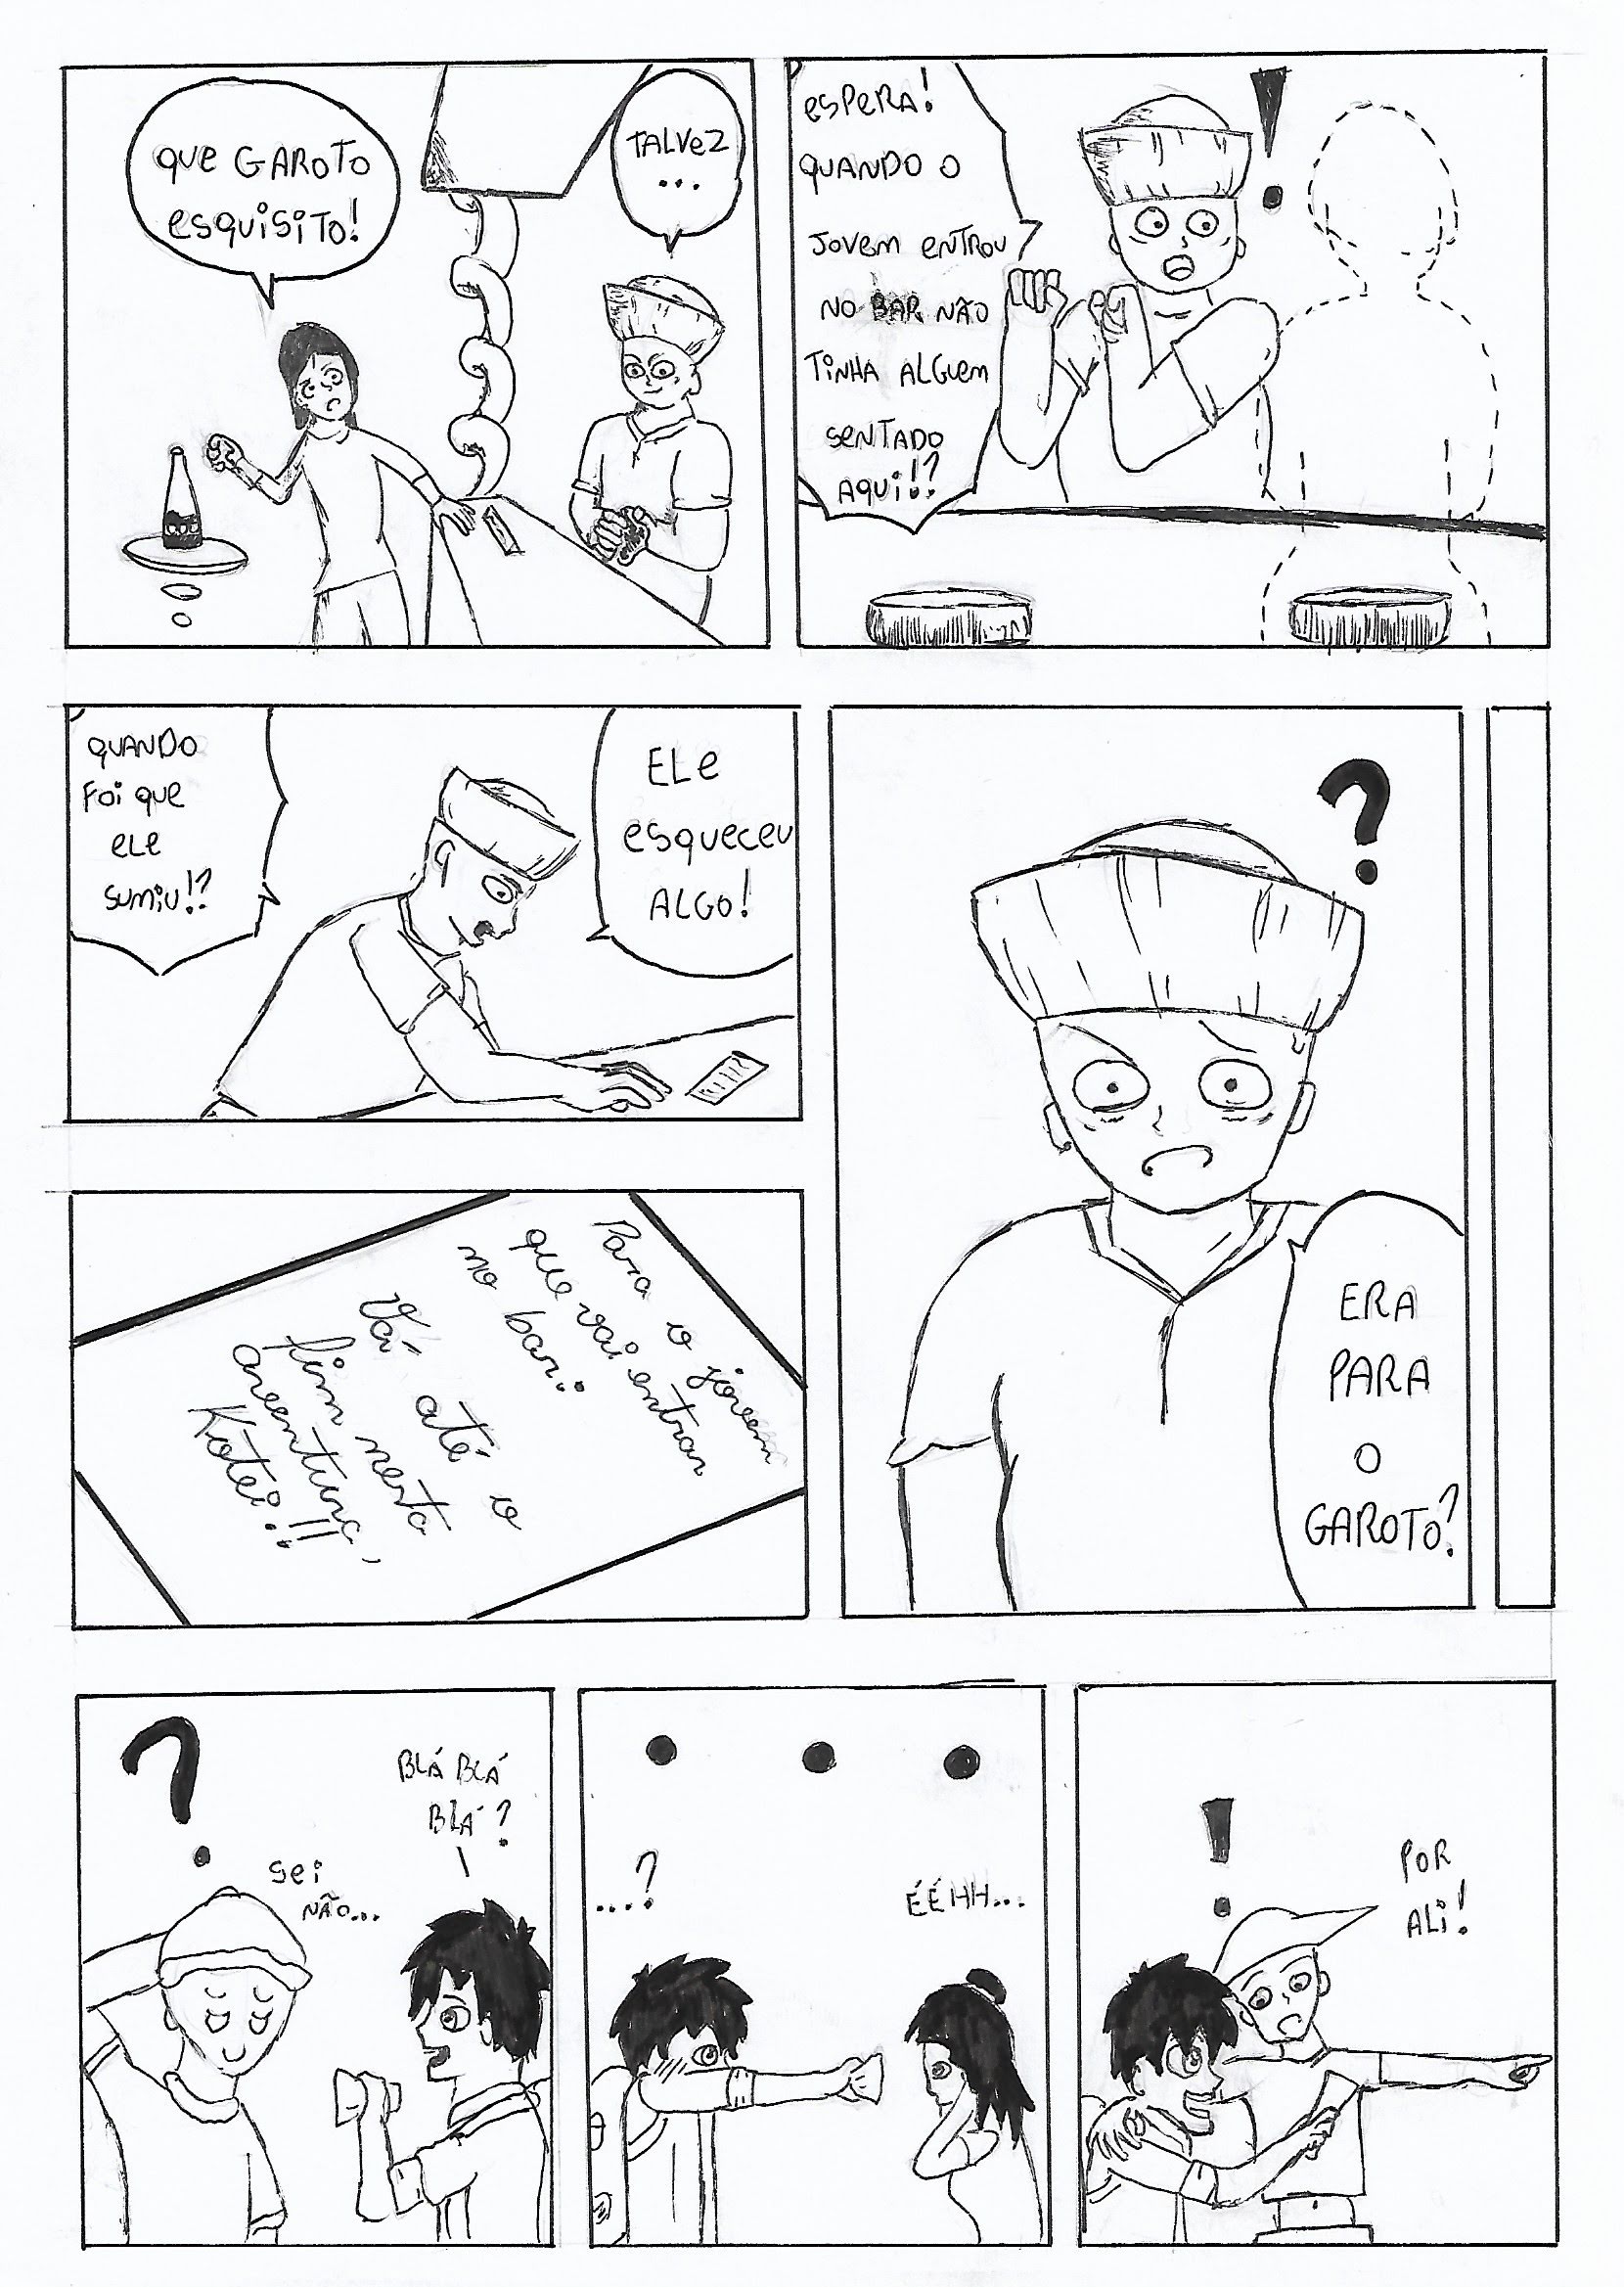 QUE GAROTO
ESQUISITO!
TALVEZ
...
ESPERA!
QUANDO O
JOVEM ENTROU
NO BAR NÃO
TINHA ALGUEM
SENTADO
AQUI!?
!
QUANDO
FOI QUE
ELE
SUMIU!?
ELE
ESQUECEU
ALGO!
Para o jovem
que vai entrar
no bar:
Vá até o
fim nesta
aventura,
Kotei!!
?
ERA
PARA
O
GAROTO?
?
SEI
NÃO...
BLÁ BLÁ
BLÁ?
...
...?
ÉÉHH...
!
POR
ALI!